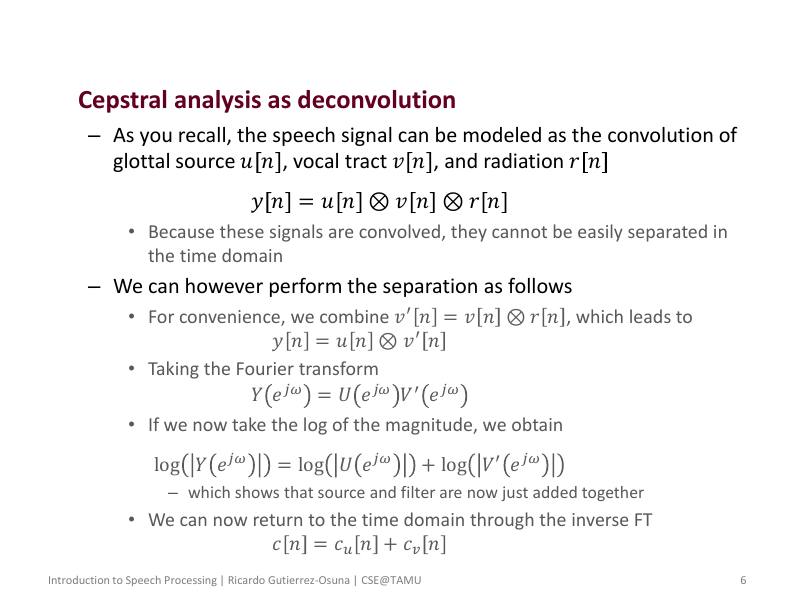 Cepstral analysis as deconvolution
– As you recall, the speech signal can be modeled as the convolution of
glottal source 𝑢[𝑛], vocal tract 𝑣[𝑛], and radiation 𝑟[𝑛]
𝑦[𝑛] = 𝑢[𝑛] ⊗ 𝑣[𝑛] ⊗ 𝑟[𝑛]
• Because these signals are convolved, they cannot be easily separated in
the time domain
– We can however perform the separation as follows
• For convenience, we combine 𝑣′[𝑛] = 𝑣[𝑛] ⊗ 𝑟[𝑛], which leads to
𝑦[𝑛] = 𝑢[𝑛] ⊗ 𝑣′[𝑛]
• Taking the Fourier transform
𝑌(𝑒^{𝑗𝜔}) = 𝑈(𝑒^{𝑗𝜔})𝑉′(𝑒^{𝑗𝜔})
• If we now take the log of the magnitude, we obtain
log(|𝑌(𝑒^{𝑗𝜔})|) = log(|𝑈(𝑒^{𝑗𝜔})|) + log(|𝑉′(𝑒^{𝑗𝜔})|)
– which shows that source and filter are now just added together
• We can now return to the time domain through the inverse FT
𝑐[𝑛] = 𝑐_𝑢[𝑛] + 𝑐_𝑣[𝑛]
Introduction to Speech Processing | Ricardo Gutierrez-Osuna | CSE@TAMU 6